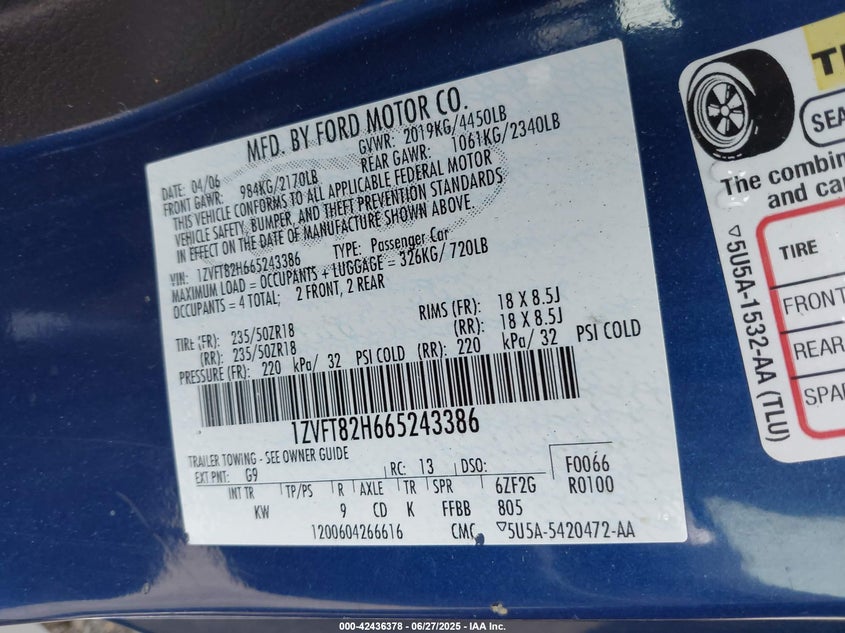 MFD. BY FORD MOTOR CO.
DATE: 04/06 GVWR: 2019KG/4450LB
FRONT GAWR: 984KG/2170LB REAR GAWR: 1061KG/2340LB
THIS VEHICLE CONFORMS TO ALL APPLICABLE FEDERAL MOTOR
VEHICLE SAFETY, BUMPER, AND THEFT PREVENTION STANDARDS
IN EFFECT ON THE DATE OF MANUFACTURE SHOWN ABOVE.
VIN: 1ZVFT82H665243386 TYPE: Passenger Car
MAXIMUM LOAD = OCCUPANTS + LUGGAGE = 326KG/ 720LB
OCCUPANTS = 4 TOTAL; 2 FRONT, 2 REAR
TIRE(FR): 235/50ZR18 RIMS (FR): 18 X 8.5J
(RR): 235/50ZR18 (RR): 18 X 8.5J
PRESSURE (FR): 220 kPa/ 32 PSI COLD (RR): 220 kPa/ 32 PSI COLD
1ZVFT82H665243386
TRAILER TOWING - SEE OWNER GUIDE
EXT PNT: G9 RC: 13 DSO: F0066
INT TR TP/PS R AXLE TR SPR 6ZF2G R0100
KW 9 CD K FFBB 805
1200604266616 CMC ▽5U5A-5420472-AA
TI
SEA
The combin
and ca
TIRE
FRONT
REAR
SPA
▽5U5A-1532-AA (TLU)
000-42436378 / 06/27/2025 - IAA Inc.